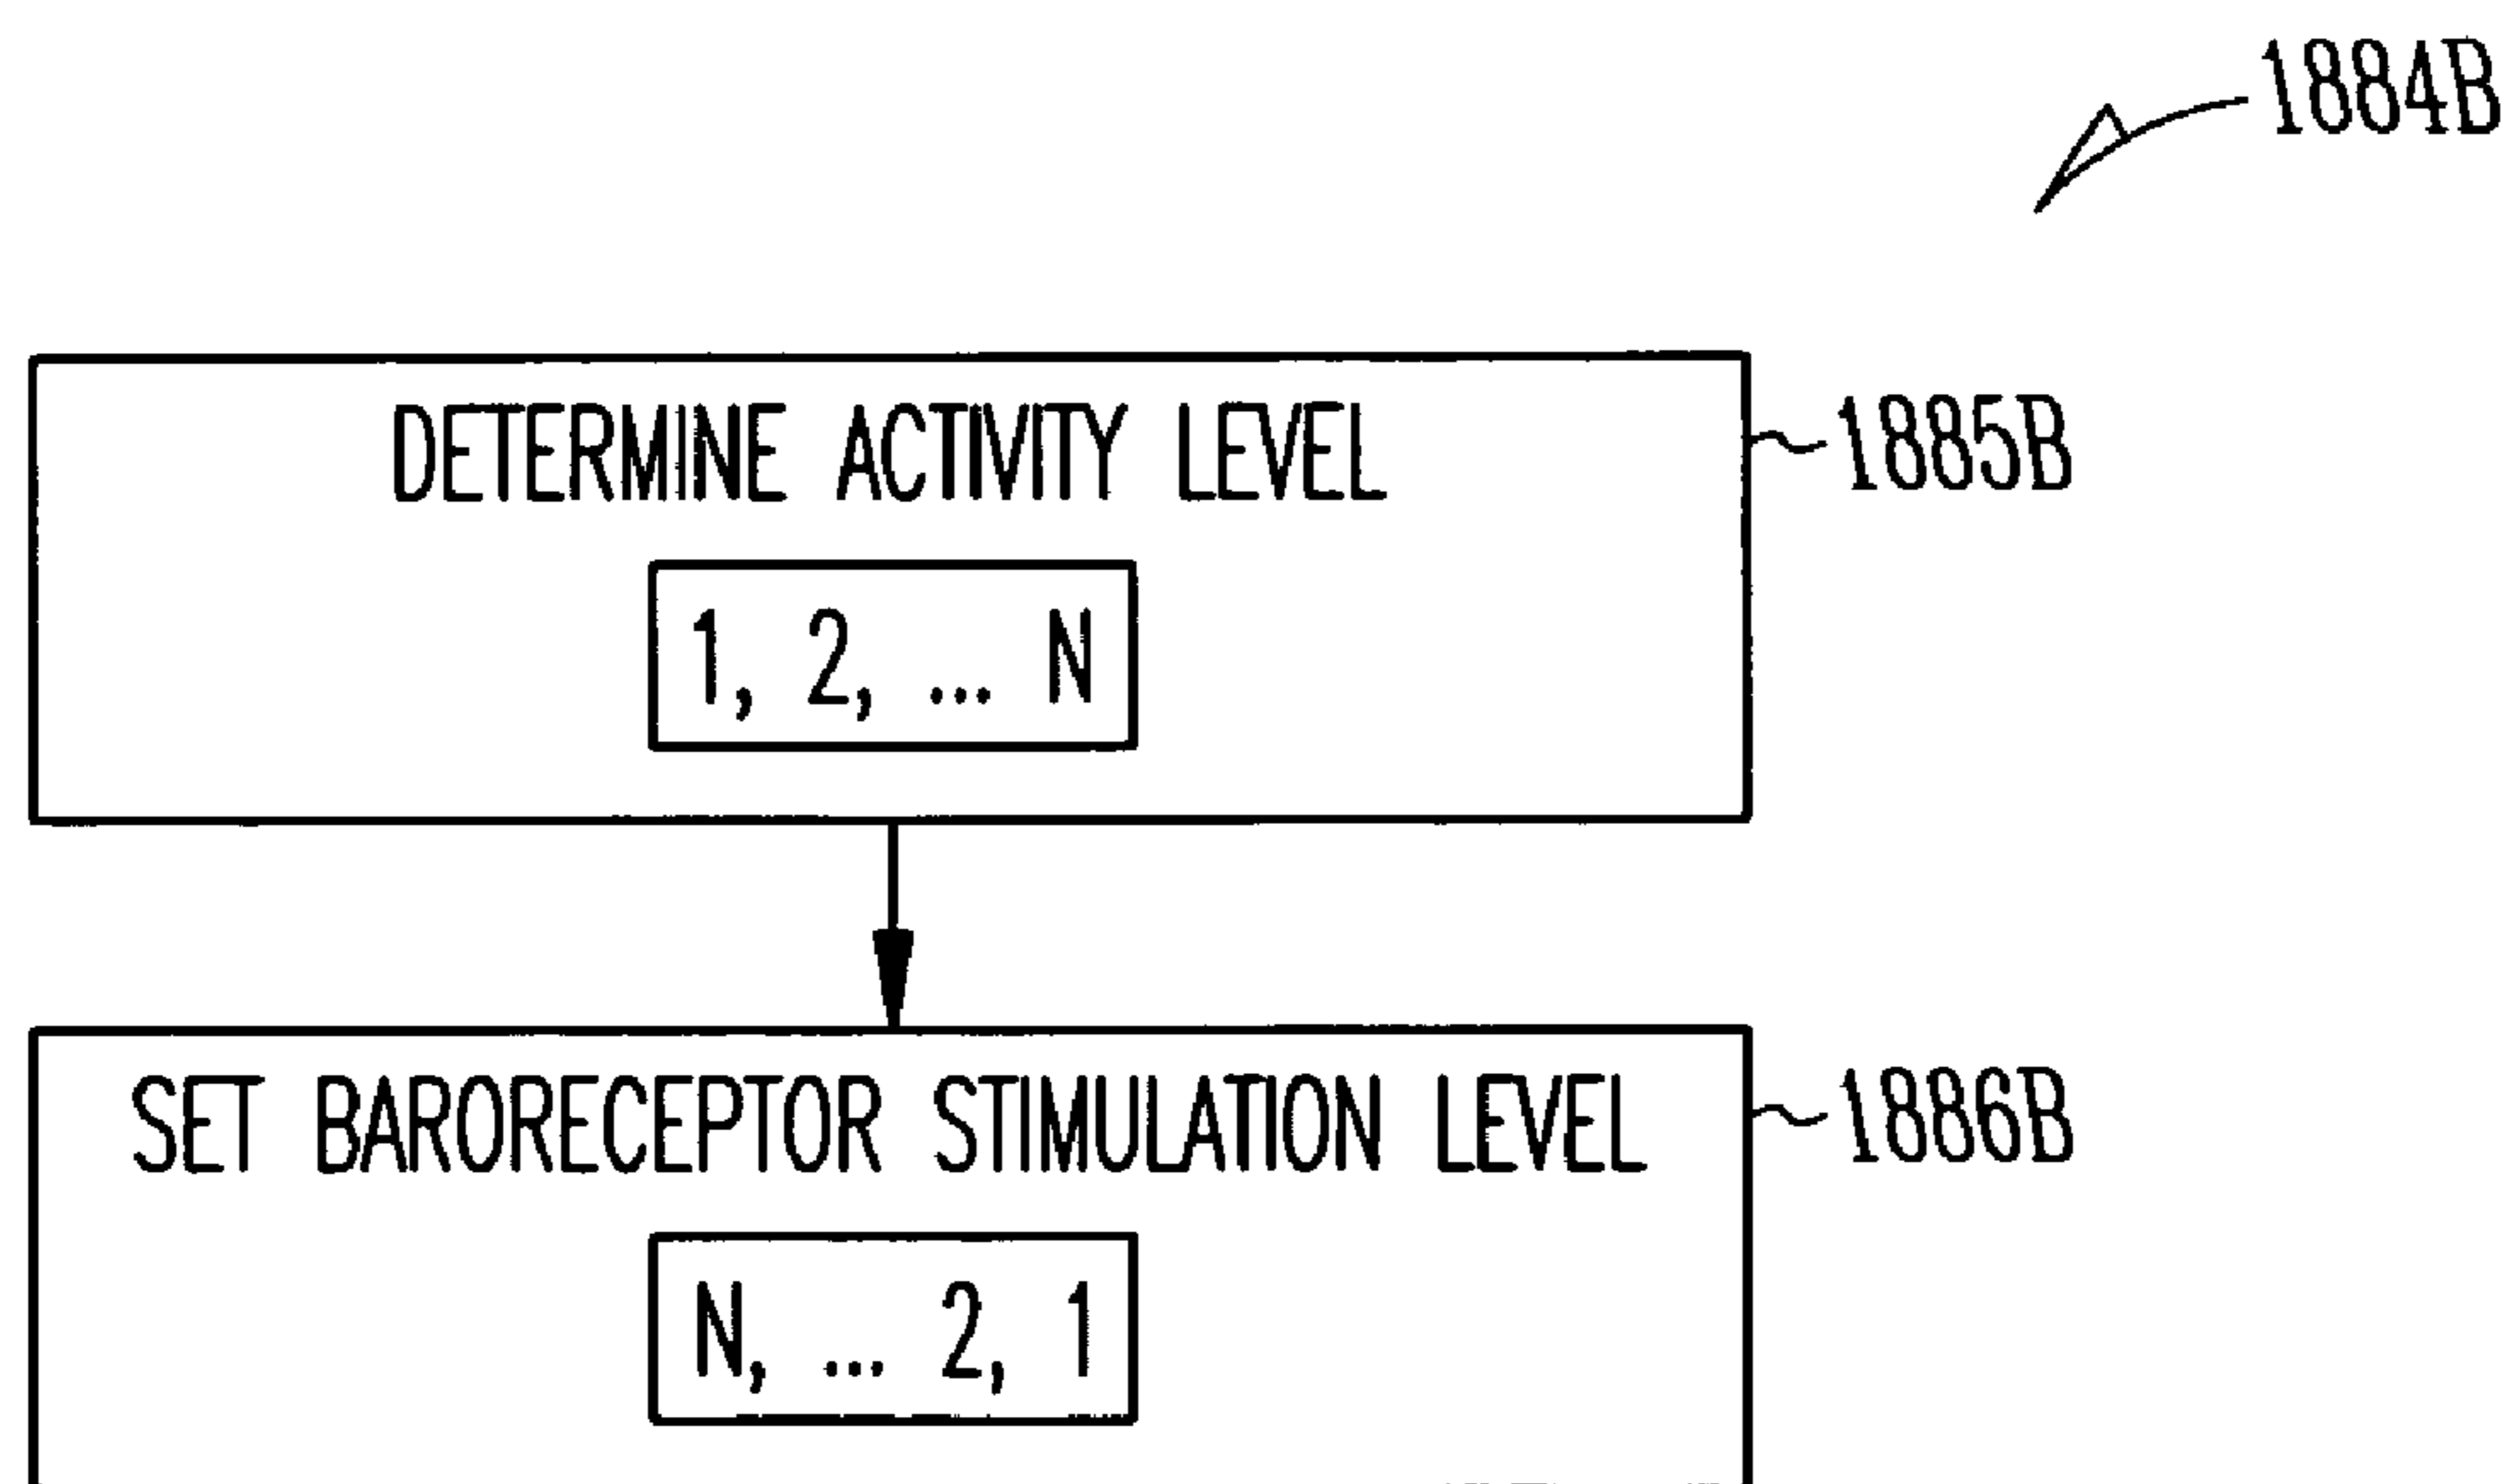 1884B
DETERMINE ACTIVITY LEVEL
1885B
1, 2, ... N
SET BARORECEPTOR STIMULATION LEVEL
1886B
N, ... 2, 1